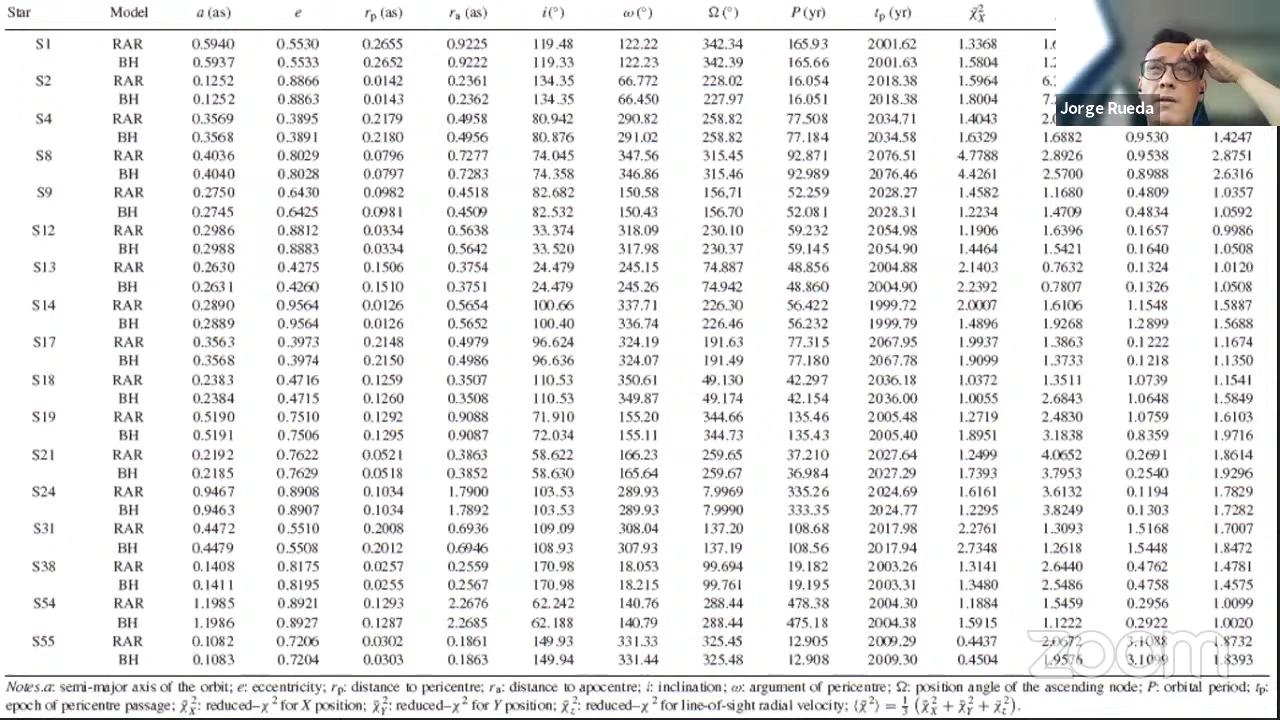 Star Model a (as) e rp (as) ra (as) i(°) ω(°) Ω(°) P(yr) tp(yr) χ̄²X
S1 RAR 0.5940 0.5530 0.2655 0.9225 119.48 122.22 342.34 165.93 2001.62 1.3368
BH 0.5937 0.5533 0.2652 0.9222 119.33 122.23 342.39 165.66 2001.63 1.5804
S2 RAR 0.1252 0.8866 0.0142 0.2361 134.35 66.772 228.02 16.054 2018.38 1.5964
BH 0.1252 0.8863 0.0143 0.2362 134.35 66.450 227.97 16.051 2018.38 1.8004
Jorge Rueda
S4 RAR 0.3569 0.3895 0.2179 0.4958 80.942 290.82 258.82 77.508 2034.71 1.4043
BH 0.3568 0.3891 0.2180 0.4956 80.876 291.02 258.82 77.184 2034.58 1.6329 1.6882 0.9530 1.4247
S8 RAR 0.4036 0.8029 0.0796 0.7277 74.045 347.56 315.45 92.871 2076.51 4.7788 2.8926 0.9538 2.8751
BH 0.4040 0.8028 0.0797 0.7283 74.358 346.86 315.46 92.989 2076.46 4.4261 2.5700 0.8988 2.6316
S9 RAR 0.2750 0.6430 0.0982 0.4518 82.682 150.58 156.71 52.259 2028.27 1.4582 1.1680 0.4809 1.0357
BH 0.2745 0.6425 0.0981 0.4509 82.532 150.43 156.70 52.081 2028.31 1.2234 1.4709 0.4834 1.0592
S12 RAR 0.2986 0.8812 0.0334 0.5638 33.374 318.09 230.10 59.232 2054.98 1.1906 1.6396 0.1657 0.9986
BH 0.2988 0.8883 0.0334 0.5642 33.520 317.98 230.37 59.145 2054.90 1.4464 1.5421 0.1640 1.0508
S13 RAR 0.2630 0.4275 0.1506 0.3754 24.479 245.15 74.887 48.856 2004.88 2.1403 0.7632 0.1324 1.0120
BH 0.2631 0.4260 0.1510 0.3751 24.479 245.26 74.942 48.860 2004.90 2.2392 0.7807 0.1326 1.0508
S14 RAR 0.2890 0.9564 0.0126 0.5654 100.66 337.71 226.30 56.422 1999.72 2.0007 1.6106 1.1548 1.5887
BH 0.2889 0.9564 0.0126 0.5652 100.40 336.74 226.46 56.232 1999.79 1.4896 1.9268 1.2899 1.5688
S17 RAR 0.3563 0.3973 0.2148 0.4979 96.624 324.19 191.63 77.315 2067.95 1.9937 1.3863 0.1222 1.1674
BH 0.3568 0.3974 0.2150 0.4986 96.636 324.07 191.49 77.180 2067.78 1.9099 1.3733 0.1218 1.1350
S18 RAR 0.2383 0.4716 0.1259 0.3507 110.53 350.61 49.130 42.297 2036.18 1.0372 1.3511 1.0739 1.1541
BH 0.2384 0.4715 0.1260 0.3508 110.53 349.87 49.174 42.154 2036.00 1.0055 2.6843 1.0648 1.5849
S19 RAR 0.5190 0.7510 0.1292 0.9088 71.910 155.20 344.66 135.46 2005.48 1.2719 2.4830 1.0759 1.6103
BH 0.5191 0.7506 0.1295 0.9087 72.034 155.11 344.73 135.43 2005.40 1.8951 3.1838 0.8359 1.9716
S21 RAR 0.2192 0.7622 0.0521 0.3863 58.622 166.23 259.65 37.210 2027.64 1.2499 4.0652 0.2691 1.8614
BH 0.2185 0.7629 0.0518 0.3852 58.630 165.64 259.67 36.984 2027.29 1.7393 3.7953 0.2540 1.9296
S24 RAR 0.9467 0.8908 0.1034 1.7900 103.53 289.93 7.9969 335.26 2024.69 1.6161 3.6132 0.1194 1.7829
BH 0.9463 0.8907 0.1034 1.7892 103.53 289.93 7.9990 333.35 2024.77 1.2295 3.8249 0.1303 1.7282
S31 RAR 0.4472 0.5510 0.2008 0.6936 109.09 308.04 137.20 108.68 2017.98 2.2761 1.3093 1.5168 1.7007
BH 0.4479 0.5508 0.2012 0.6946 108.93 307.93 137.19 108.56 2017.94 2.7348 1.2618 1.5448 1.8472
S38 RAR 0.1408 0.8175 0.0257 0.2559 170.98 18.053 99.694 19.182 2003.26 1.3141 2.6440 0.4762 1.4781
BH 0.1411 0.8195 0.0255 0.2567 170.98 18.215 99.761 19.195 2003.31 1.3480 2.5486 0.4758 1.4575
S54 RAR 1.1985 0.8921 0.1293 2.2676 62.242 140.76 288.44 478.38 2004.30 1.1884 1.5459 0.2956 1.0099
BH 1.1986 0.8927 0.1287 2.2685 62.188 140.79 288.44 475.18 2004.38 1.5915 1.1222 0.2922 1.0020
S55 RAR 0.1082 0.7206 0.0302 0.1861 149.93 331.33 325.45 12.905 2009.29 0.4437
BH 0.1083 0.7204 0.0303 0.1863 149.94 331.44 325.48 12.908 2009.30 0.4504 1.8393
zoom
Notes.a: semi-major axis of the orbit; e: eccentricity; rp: distance to pericentre; ra: distance to apocentre; i: inclination; ω: argument of pericentre; Ω: position angle of the ascending node; P: orbital period; tp:
epoch of pericentre passage; χ̄²X: reduced–χ² for X position; χ̄²Y: reduced–χ² for Y position; χ̄²z: reduced–χ² for line-of-sight radial velocity; ⟨χ̄²⟩ = 1/3 (χ̄²X + χ̄²Y + χ̄²z).